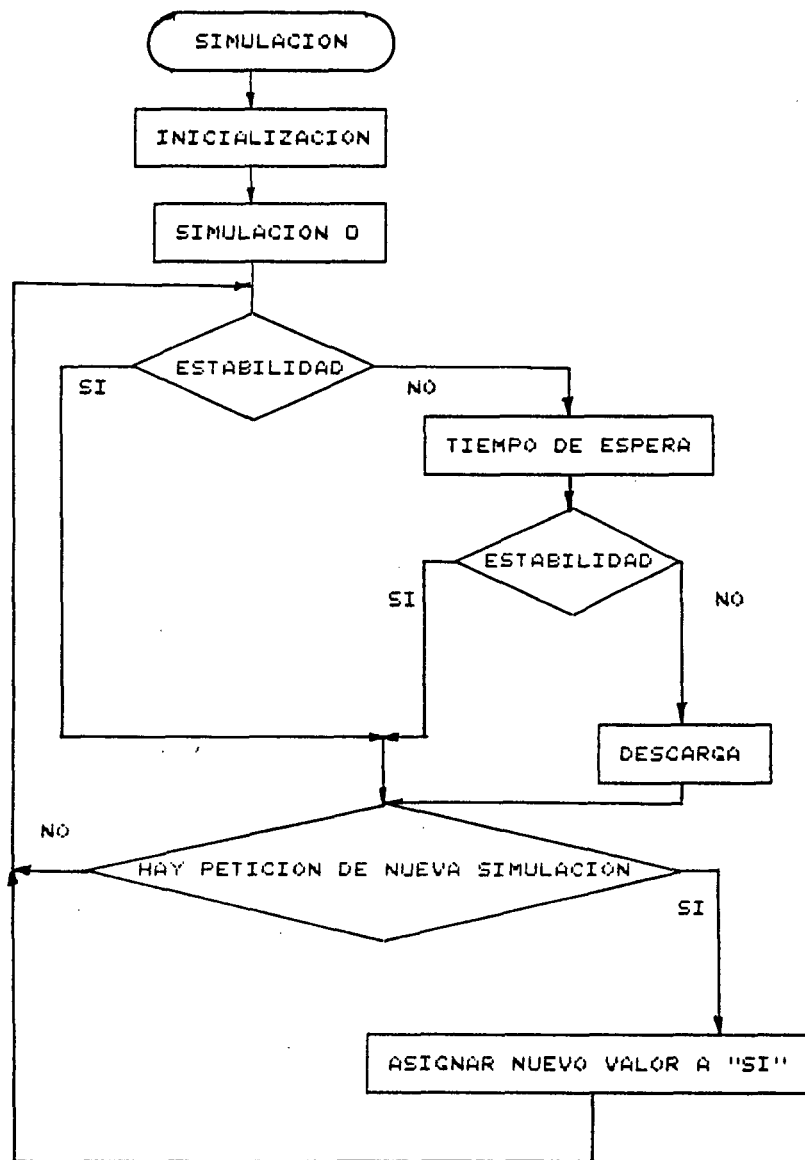 SIMULACION
INICIALIZACION
SIMULACION 0
ESTABILIDAD
SI
NO
TIEMPO DE ESPERA
ESTABILIDAD
SI
NO
DESCARGA
NO
HAY PETICION DE NUEVA SIMULACION
SI
ASIGNAR NUEVO VALOR A "SI"